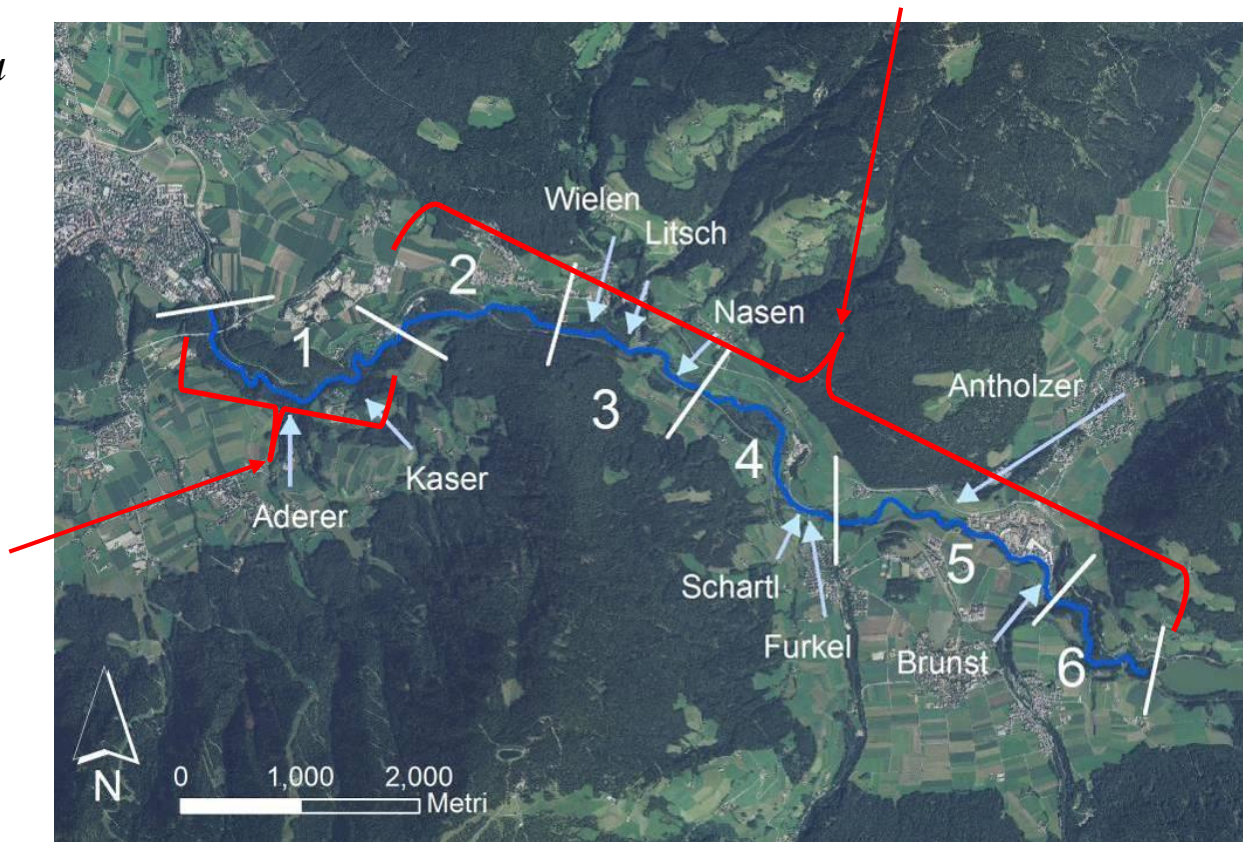 a
Wielen
Litsch
Nasen
Antholzer
2
1
3
4
5
6
Kaser
Aderer
Schartl
Furkel
Brunst
N
0 1,000 2,000
Metri